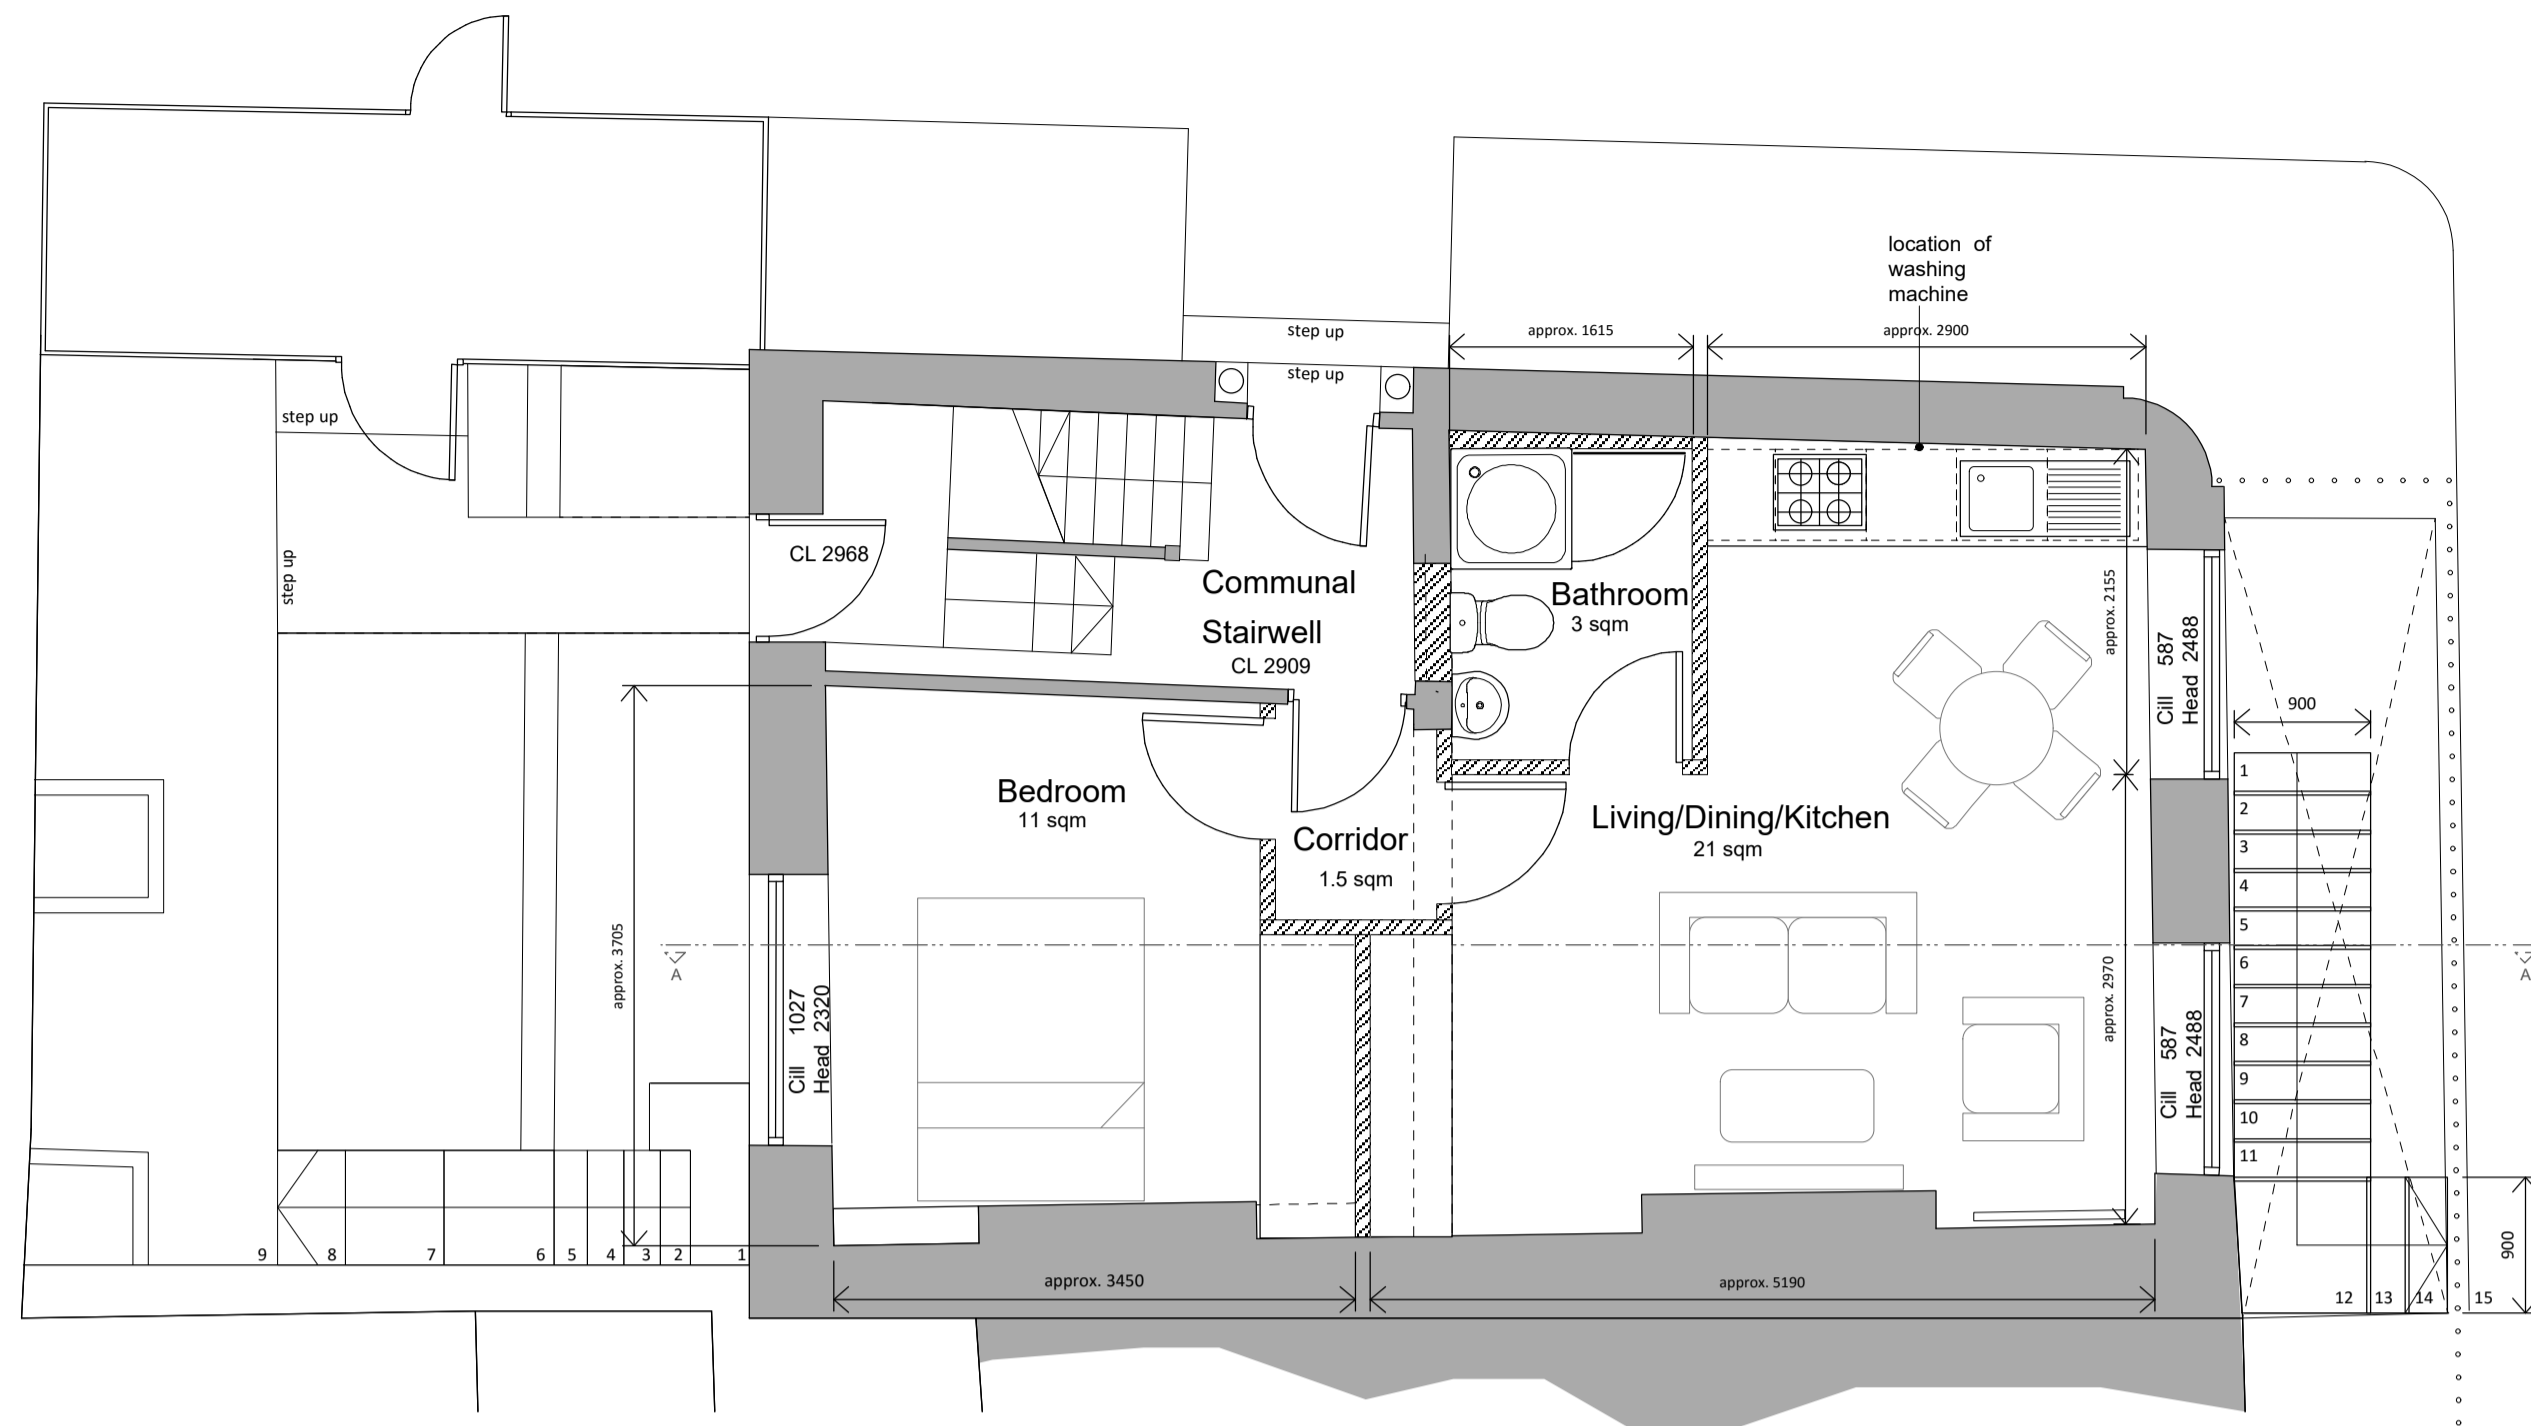 location of
washing
machine
step up
approx. 1615
approx. 2900
step up
step up
step up
CL 2968
Communal
Stairwell
CL 2909
Bathroom
3 sqm
approx. 2155
Cill 587
Head 2488
900
Bedroom
11 sqm
Corridor
1.5 sqm
Living/Dining/Kitchen
21 sqm
1
2
3
4
5
6
7
8
9
10
11
approx. 3705
A
Cill 1027
Head 2320
approx. 2970
Cill 587
Head 2488
A
9
8
7
6
5
4
3
2
1
approx. 3450
approx. 5190
900
12
13
14
15